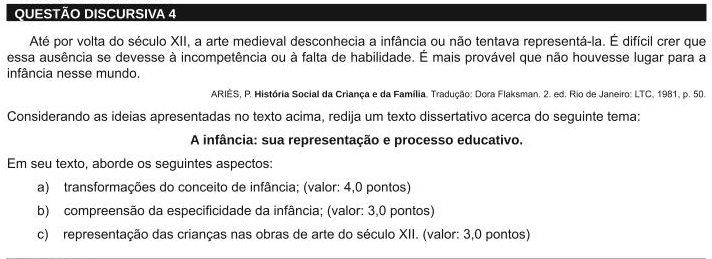 QUESTÃO DISCURSIVA 4
Até por volta do século XII, a arte medieval desconhecia a infância ou não tentava representá-la. É difícil crer que
essa ausência se devesse à incompetência ou à falta de habilidade. É mais provável que não houvesse lugar para a
infância nesse mundo.
ARIÈS, P. História Social da Criança e da Família. Tradução: Dora Flaksman. 2. ed. Rio de Janeiro: LTC, 1981, p. 50.
Considerando as ideias apresentadas no texto acima, redija um texto dissertativo acerca do seguinte tema:
A infância: sua representação e processo educativo.
Em seu texto, aborde os seguintes aspectos:
a) transformações do conceito de infância; (valor: 4,0 pontos)
b) compreensão da especificidade da infância; (valor: 3,0 pontos)
c) representação das crianças nas obras de arte do século XII. (valor: 3,0 pontos)